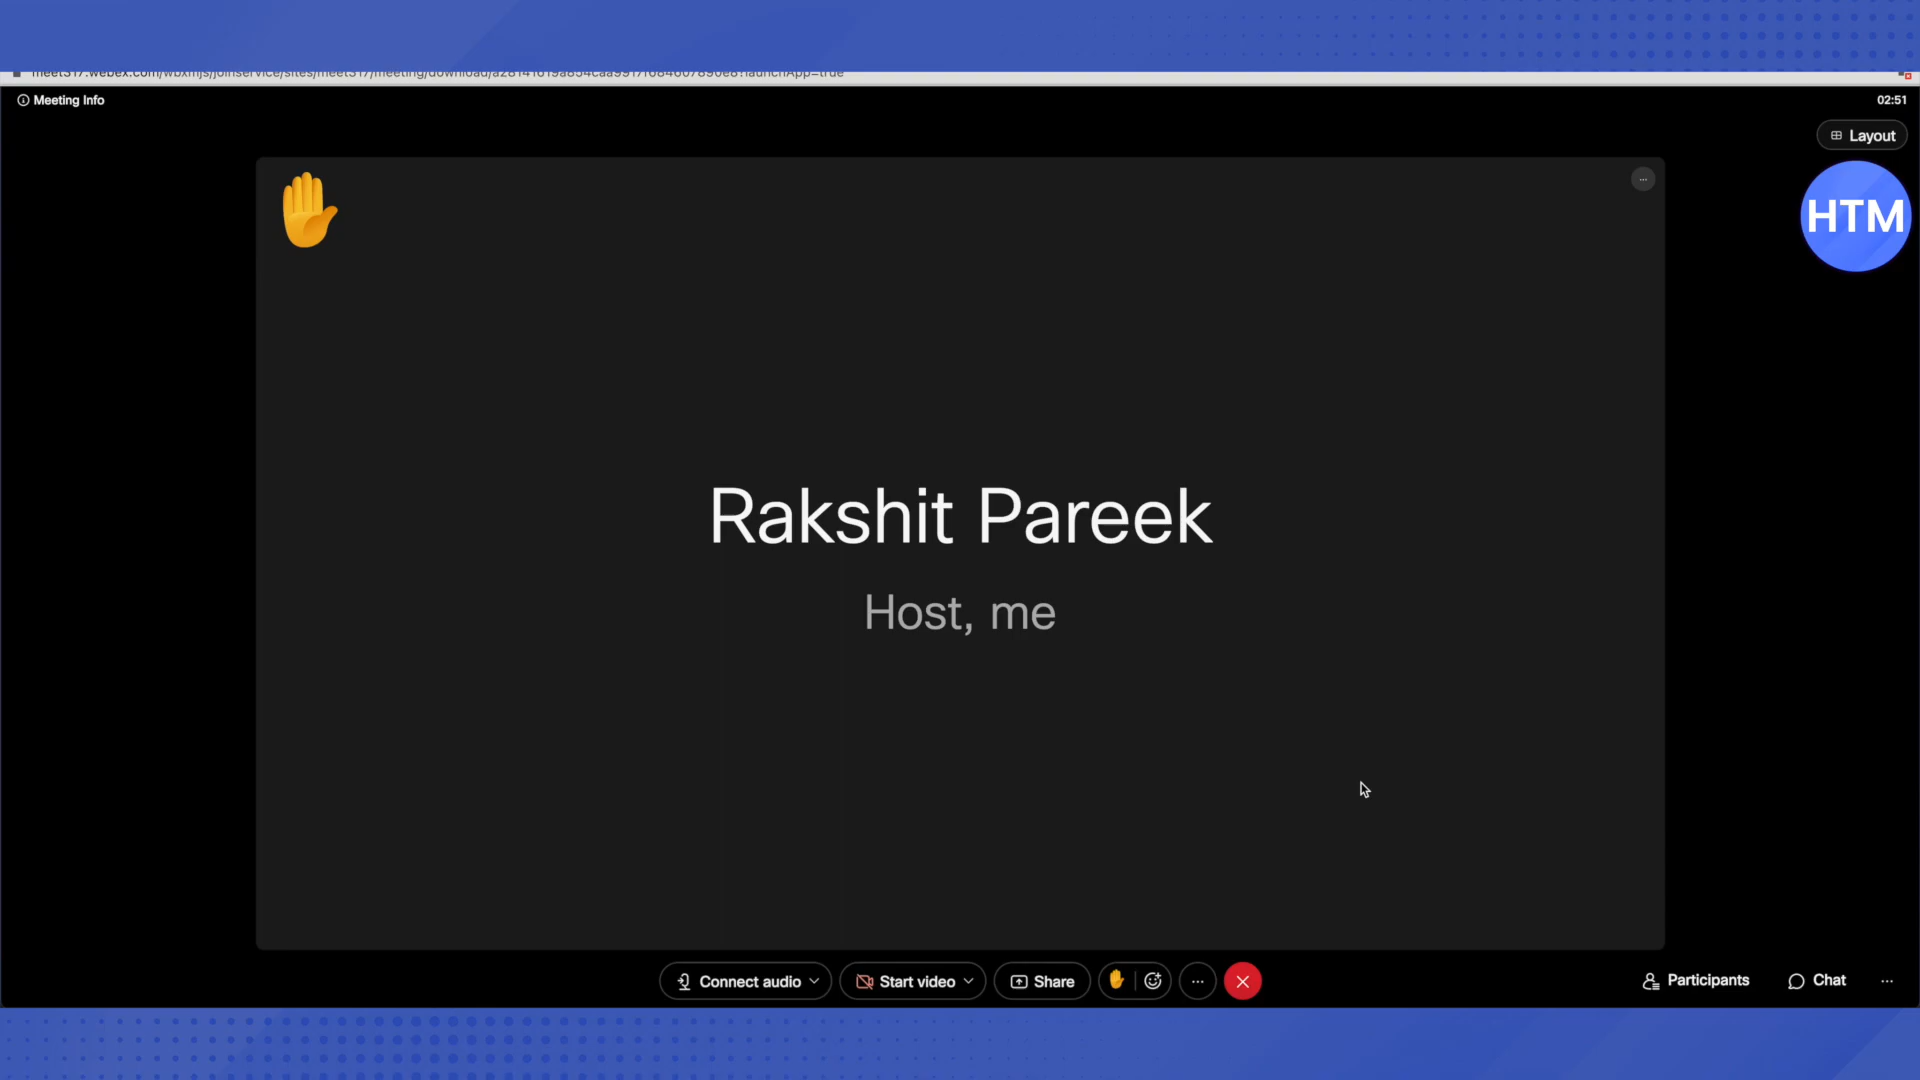 Meeting Info
02:51
Layout
HTM
Rakshit Pareek
Host, me
Connect audio
Start video
Share
Participants
Chat